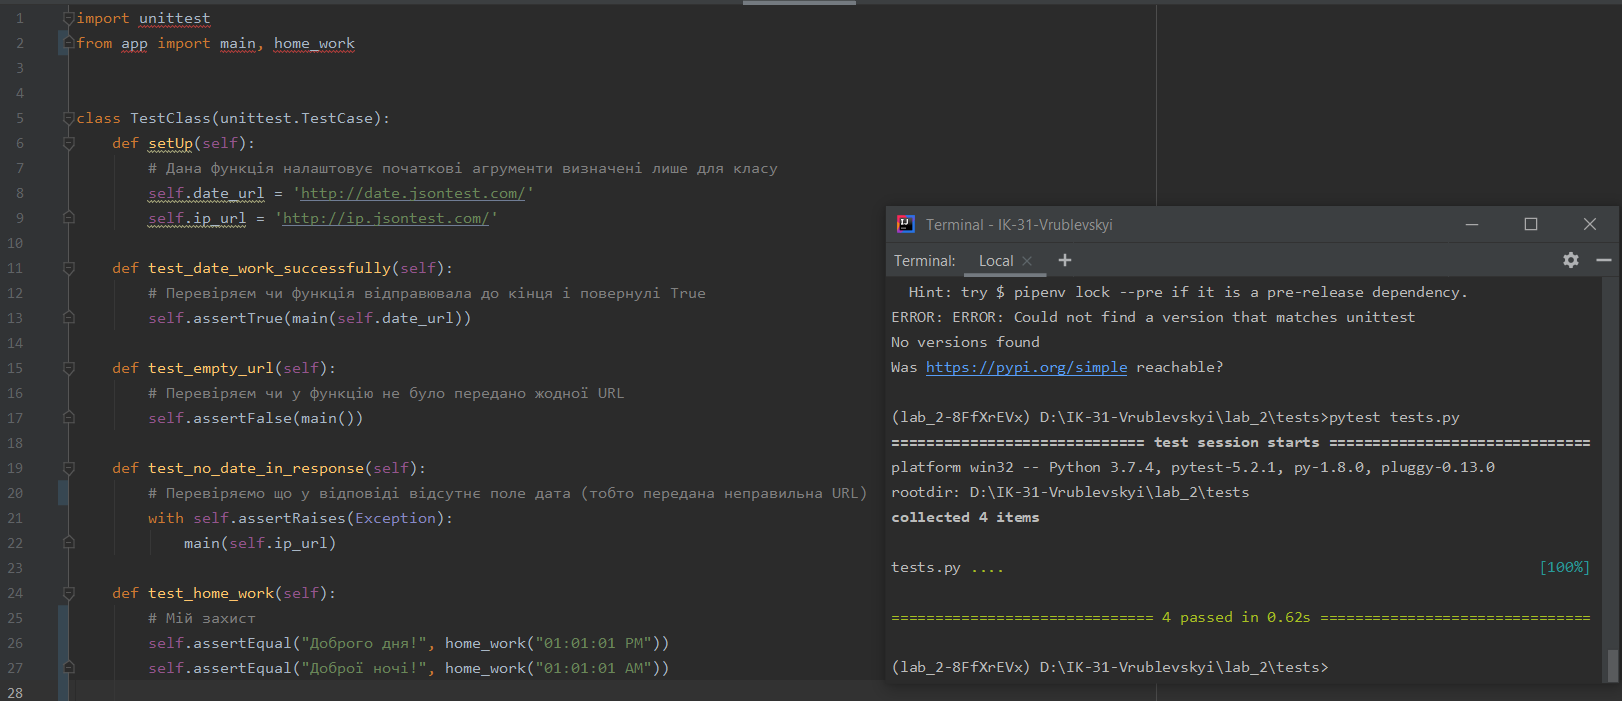 1 import unittest
2 from app import main, home_work
3
4
5 class TestClass(unittest.TestCase):
6     def setUp(self):
7         # Дана функція налаштовує початкові агрументи визначені лише для класу
8         self.date_url = 'http://date.jsontest.com/'
9         self.ip_url = 'http://ip.jsontest.com/'
10
11     def test_date_work_successfully(self):
12         # Перевіряєм чи функція відправювала до кінця і повернулі True
13         self.assertTrue(main(self.date_url))
14
15     def test_empty_url(self):
16         # Перевіряєм чи у функцію не було передано жодної URL
17         self.assertFalse(main())
18
19     def test_no_date_in_response(self):
20         # Перевіряємо що у відповіді відсутнє поле дата (тобто передана неправильна URL)
21         with self.assertRaises(Exception):
22             main(self.ip_url)
23
24     def test_home_work(self):
25         # Мій захист
26         self.assertEqual("Доброго дня!", home_work("01:01:01 PM"))
27         self.assertEqual("Доброї ночі!", home_work("01:01:01 AM"))
28
Terminal - IK-31-Vrublevskyi
Terminal: Local × +
Hint: try $ pipenv lock --pre if it is a pre-release dependency.
ERROR: ERROR: Could not find a version that matches unittest
No versions found
Was https://pypi.org/simple reachable?
(lab_2-8FfXrEVx) D:\IK-31-Vrublevskyi\lab_2\tests>pytest tests.py
============================= test session starts ==============================
platform win32 -- Python 3.7.4, pytest-5.2.1, py-1.8.0, pluggy-0.13.0
rootdir: D:\IK-31-Vrublevskyi\lab_2\tests
collected 4 items
tests.py .... [100%]
============================== 4 passed in 0.62s ===============================
(lab_2-8FfXrEVx) D:\IK-31-Vrublevskyi\lab_2\tests>